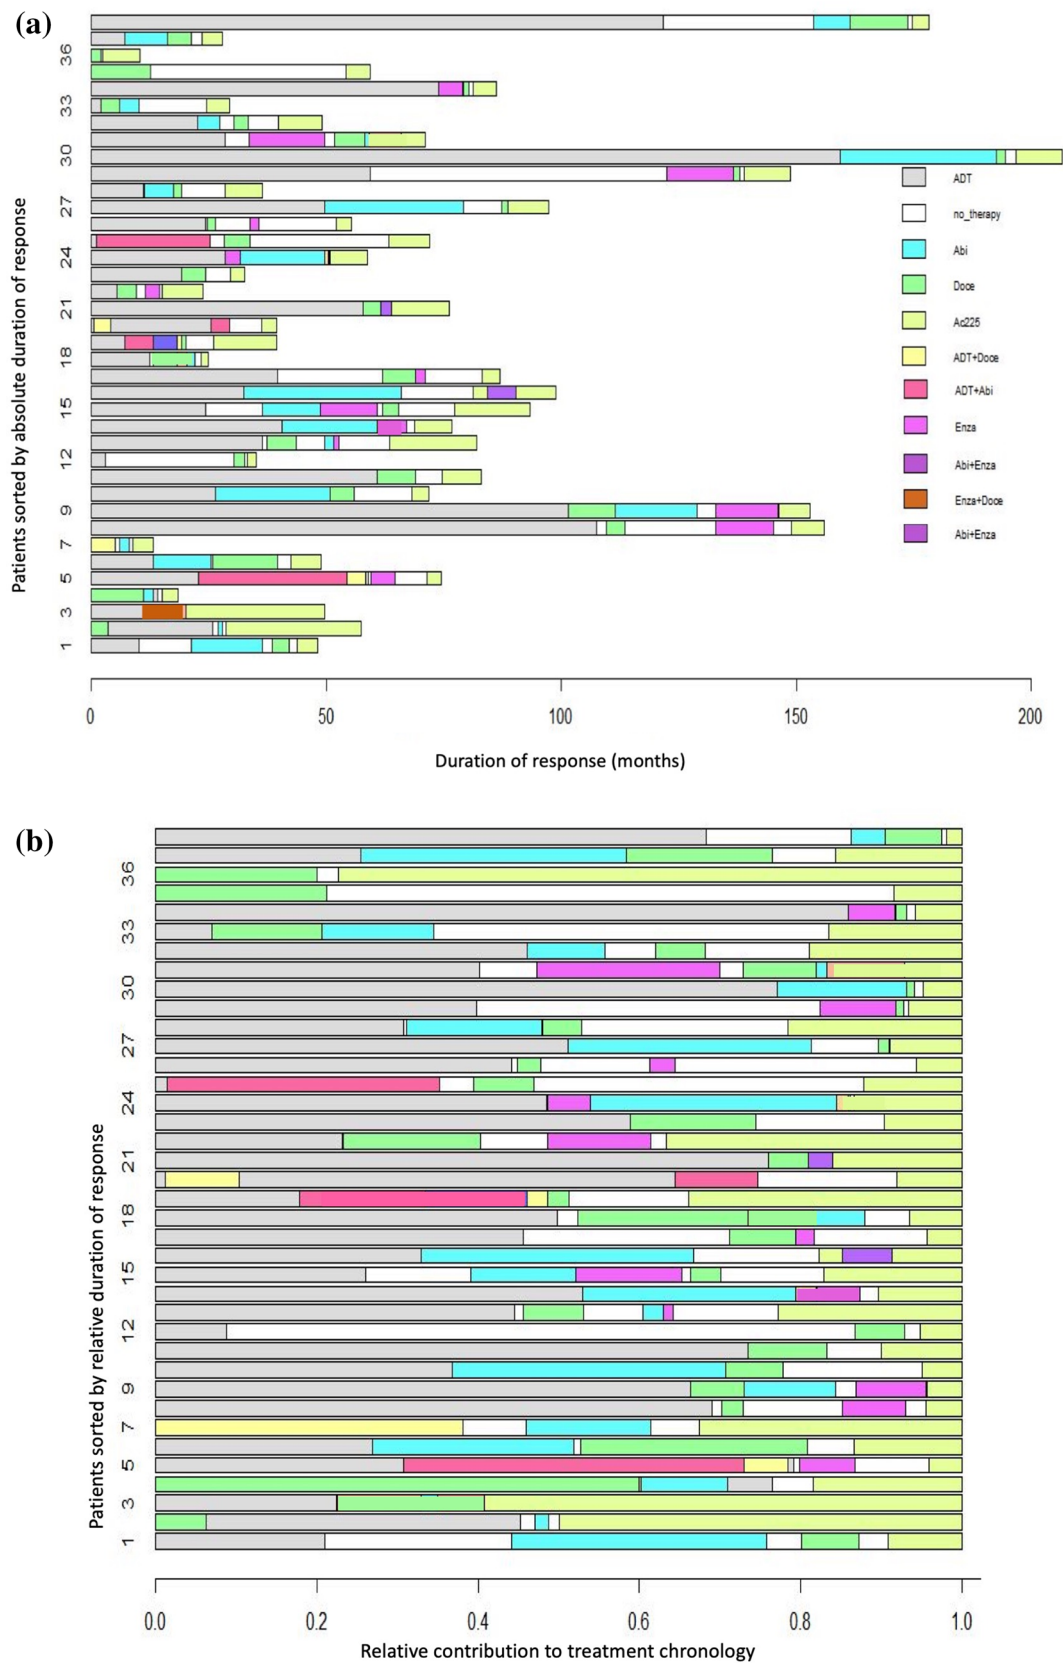 (a)
Patients sorted by absolute duration of response
36
33
30
27
24
21
18
15
12
9
7
5
3
1
ADT
no_therapy
Abi
Doce
Ac225
ADT+Doce
ADT+Abi
Enza
Abi+Enza
Enza+Doce
Abi+Enza
0 50 100 150 200
Duration of response (months)
(b)
Patients sorted by relative duration of response
36
33
30
27
24
21
18
15
12
9
7
5
3
1
0.0 0.2 0.4 0.6 0.8 1.0
Relative contribution to treatment chronology